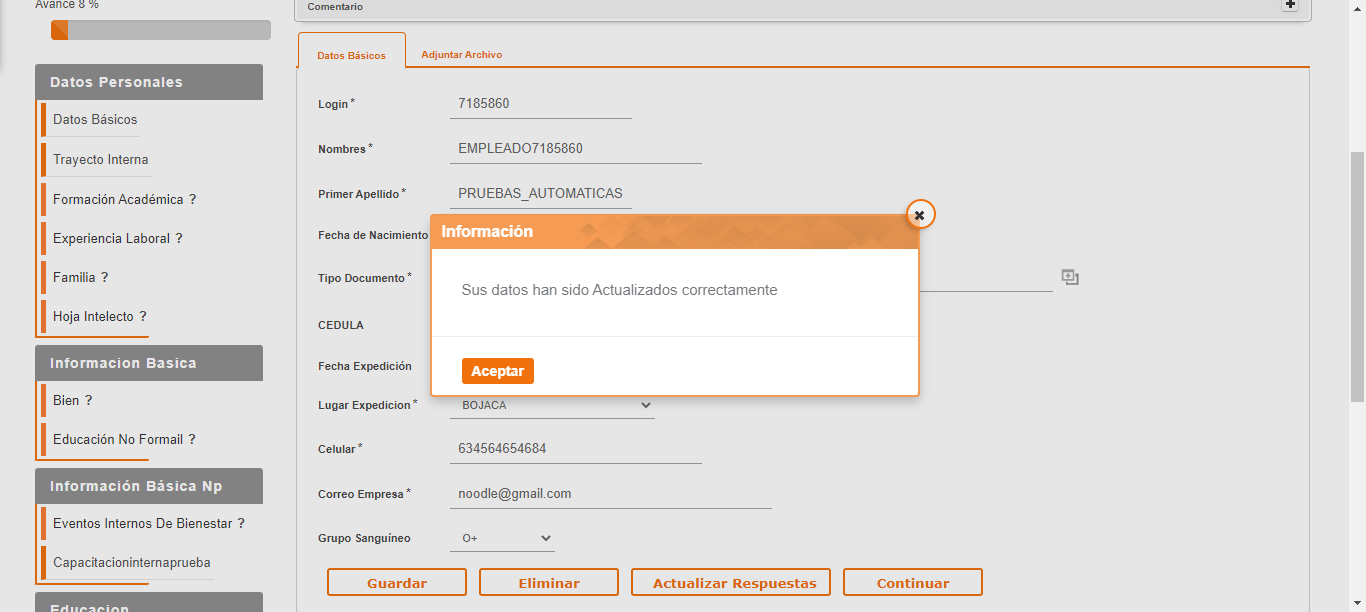 Avance 8 %
Comentario
Datos Personales
Datos Básicos
Trayecto Interna
Formación Académica ?
Experiencia Laboral ?
Familia ?
Hoja Intelecto ?
Informacion Basica
Bien ?
Educación No Formail ?
Información Básica Np
Eventos Internos De Bienestar ?
Capacitacioninternaprueba
Educacion
Datos Básicos Adjuntar Archivo
Login * 7185860
Nombres * EMPLEADO7185860
Primer Apellido * PRUEBAS_AUTOMATICAS
Fecha de Nacimiento
Tipo Documento *
CEDULA
Fecha Expedición
Lugar Expedicion * BOJACA
Celular * 634564654684
Correo Empresa * noodle@gmail.com
Grupo Sanguíneo O+
Guardar Eliminar Actualizar Respuestas Continuar
Información
Sus datos han sido Actualizados correctamente
Aceptar